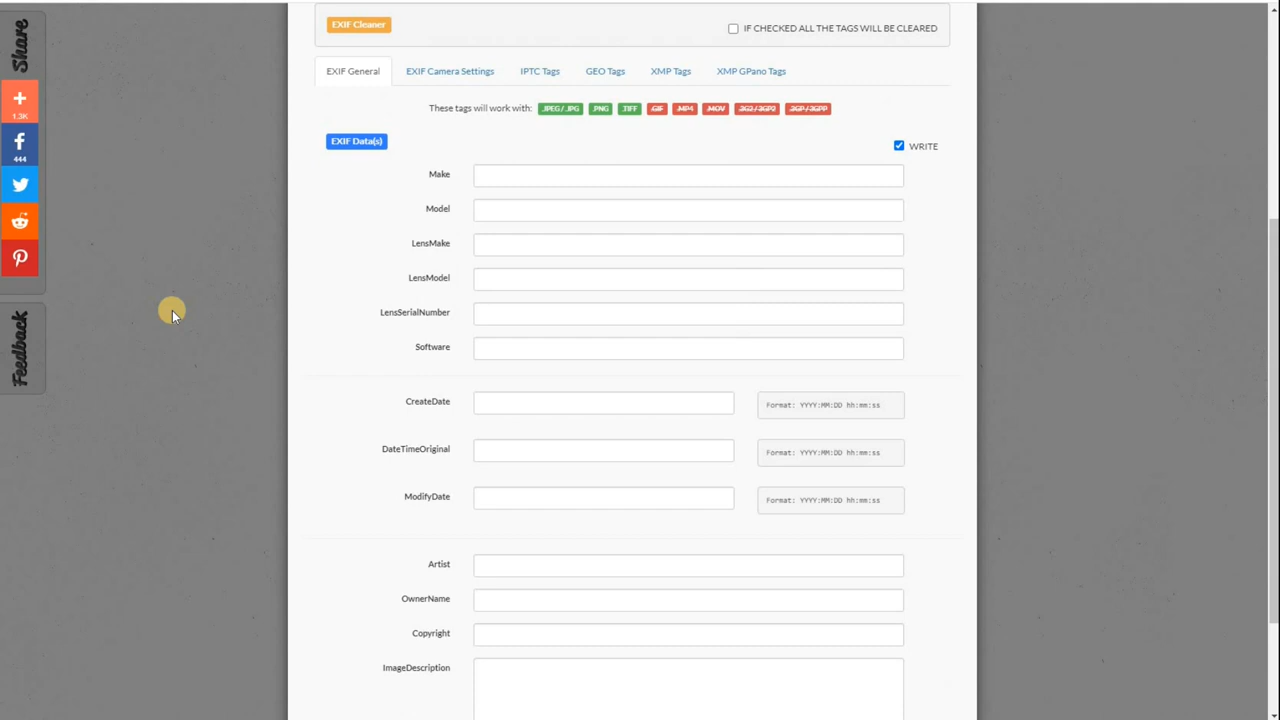 Share
1.3K
444
Feedback
EXIF Cleaner
IF CHECKED ALL THE TAGS WILL BE CLEARED
EXIF General EXIF Camera Settings IPTC Tags GEO Tags XMP Tags XMP GPano Tags
These tags will work with: .JPEG/.JPG .PNG .TIFF .GIF .MP4 .MOV .3G2/.3GP2 .3GP/.3GPP
EXIF Data(s)
WRITE
Make
Model
LensMake
LensModel
LensSerialNumber
Software
CreateDate Format: YYYY:MM:DD hh:mm:ss
DateTimeOriginal Format: YYYY:MM:DD hh:mm:ss
ModifyDate Format: YYYY:MM:DD hh:mm:ss
Artist
OwnerName
Copyright
ImageDescription